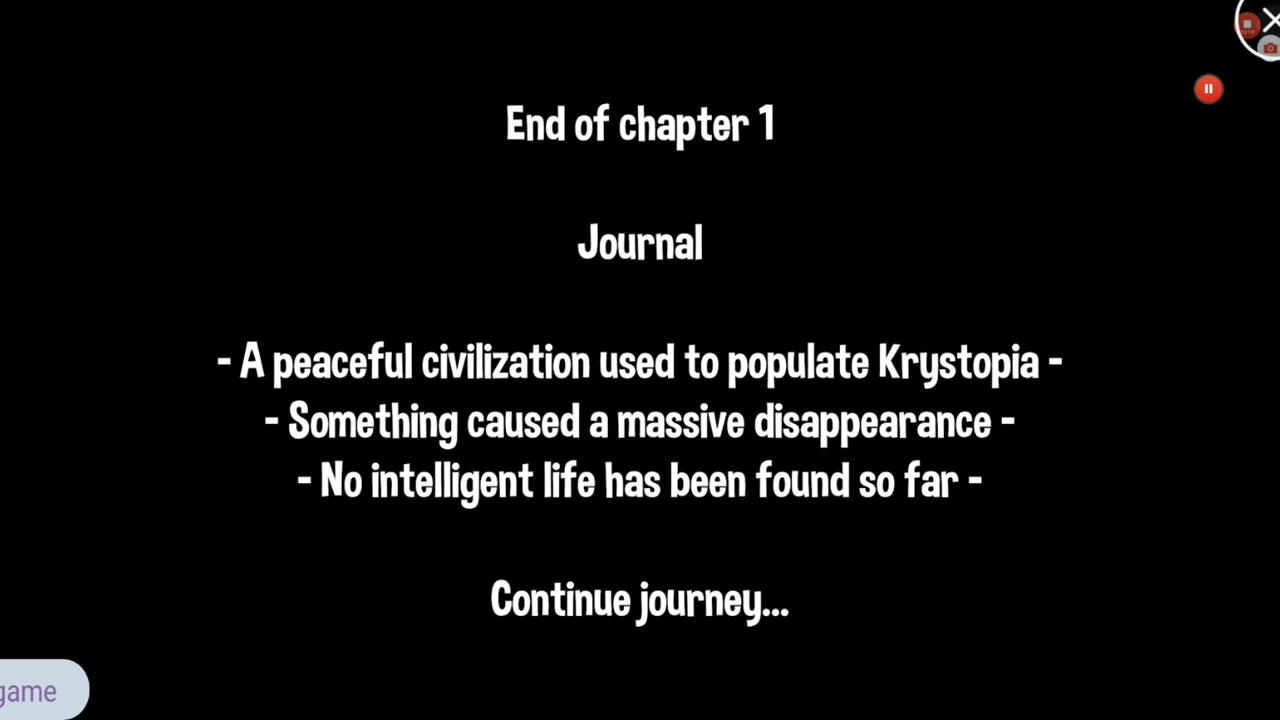 End of chapter 1
Journal
- A peaceful civilization used to populate Krystopia -
- Something caused a massive disappearance -
- No intelligent life has been found so far -
Continue journey...
game